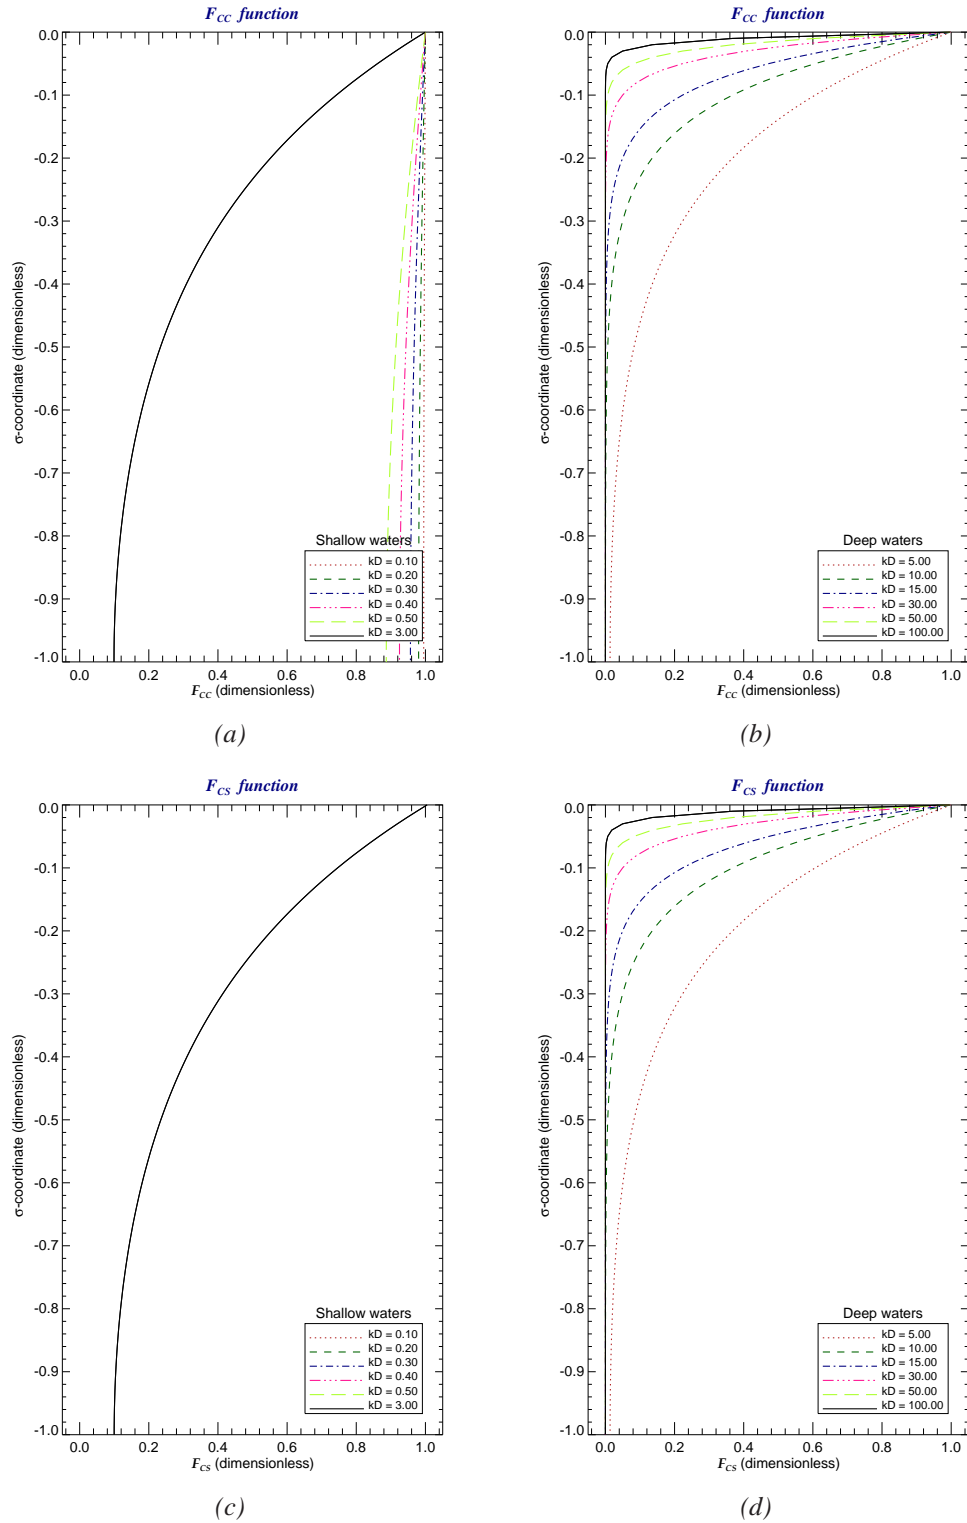 F_CC function
0.0
-0.1
-0.2
-0.3
-0.4
-0.5
-0.6
-0.7
-0.8
-0.9
-1.0
σ-coordinate (dimensionless)
Shallow waters
kD = 0.10
kD = 0.20
kD = 0.30
kD = 0.40
kD = 0.50
kD = 3.00
0.0 0.2 0.4 0.6 0.8 1.0
F_CC (dimensionless)
(a)
F_CC function
0.0
-0.1
-0.2
-0.3
-0.4
-0.5
-0.6
-0.7
-0.8
-0.9
-1.0
σ-coordinate (dimensionless)
Deep waters
kD = 5.00
kD = 10.00
kD = 15.00
kD = 30.00
kD = 50.00
kD = 100.00
0.0 0.2 0.4 0.6 0.8 1.0
F_CC (dimensionless)
(b)
F_CS function
0.0
-0.1
-0.2
-0.3
-0.4
-0.5
-0.6
-0.7
-0.8
-0.9
-1.0
σ-coordinate (dimensionless)
Shallow waters
kD = 0.10
kD = 0.20
kD = 0.30
kD = 0.40
kD = 0.50
kD = 3.00
0.0 0.2 0.4 0.6 0.8 1.0
F_CS (dimensionless)
(c)
F_CS function
0.0
-0.1
-0.2
-0.3
-0.4
-0.5
-0.6
-0.7
-0.8
-0.9
-1.0
σ-coordinate (dimensionless)
Deep waters
kD = 5.00
kD = 10.00
kD = 15.00
kD = 30.00
kD = 50.00
kD = 100.00
0.0 0.2 0.4 0.6 0.8 1.0
F_CS (dimensionless)
(d)